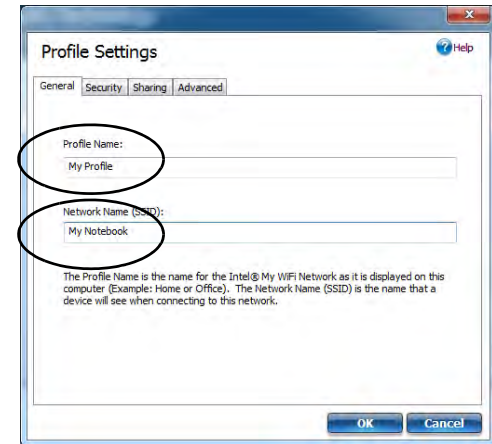 Profile Settings
Help
General Security Sharing Advanced
Profile Name:
My Profile
Network Name (SSID):
My Notebook
The Profile Name is the name for the Intel® My WiFi Network as it is displayed on this
computer (Example: Home or Office). The Network Name (SSID) is the name that a
device will see when connecting to this network.
OK Cancel